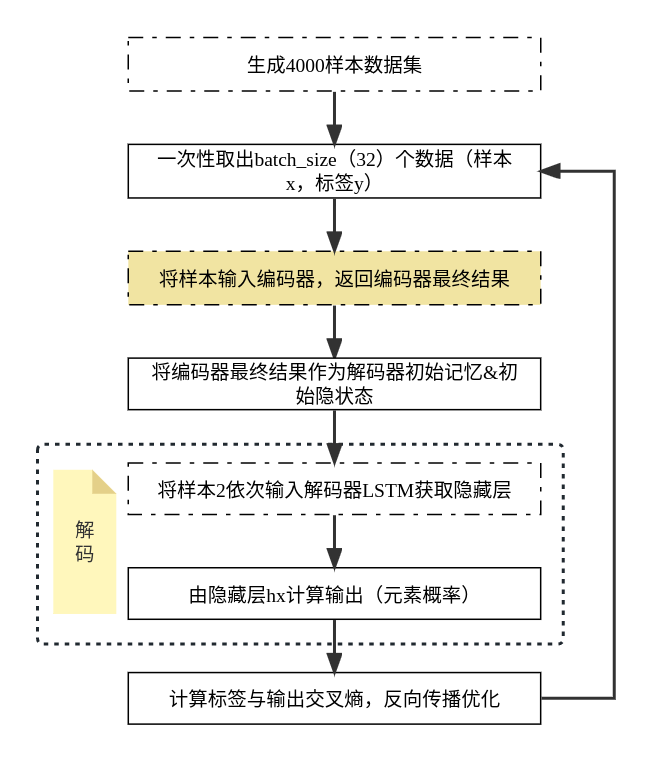 生成4000样本数据集
一次性取出batch_size（32）个数据（样本
x，标签y）
将样本输入编码器，返回编码器最终结果
将编码器最终结果作为解码器初始记忆&初
始隐状态
将样本2依次输入解码器LSTM获取隐藏层
解
码
由隐藏层hx计算输出（元素概率）
计算标签与输出交叉熵，反向传播优化